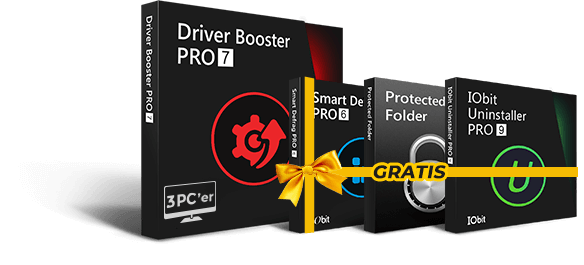 Driver Booster PRO 7
Driver Booster
PRO 7
3PC'er
Smart Defrag PRO 6
Smart De
PRO 6
IObit
Protected Folder
Protected
Folder
GRATIS
IObit Uninstaller PRO 9
IObit
Uninstaller
PRO 9
IObit